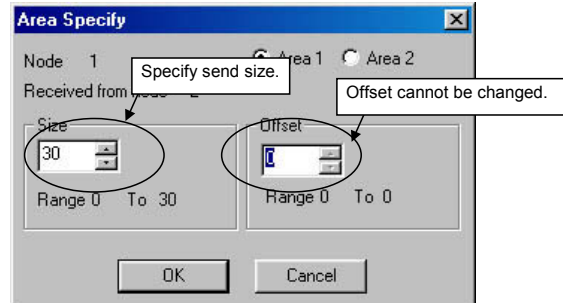 Area Specify
Node 1
Area 1 Area 2
Specify send size.
Received from
2
Offset cannot be changed.
Size
Offset
30
0
Range 0 To 30
Range 0 To 0
OK
Cancel